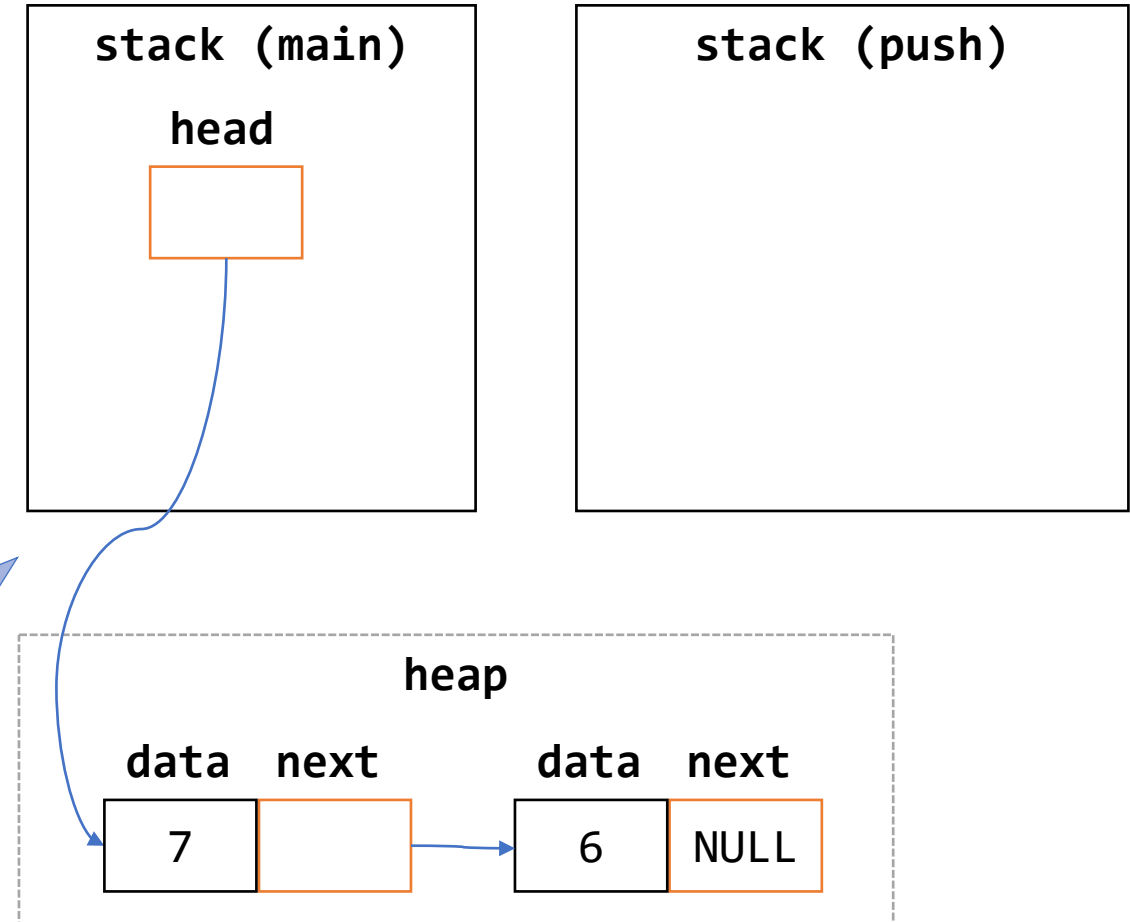 stack (main)
stack (push)
head
heap
data next data next
7 6 NULL